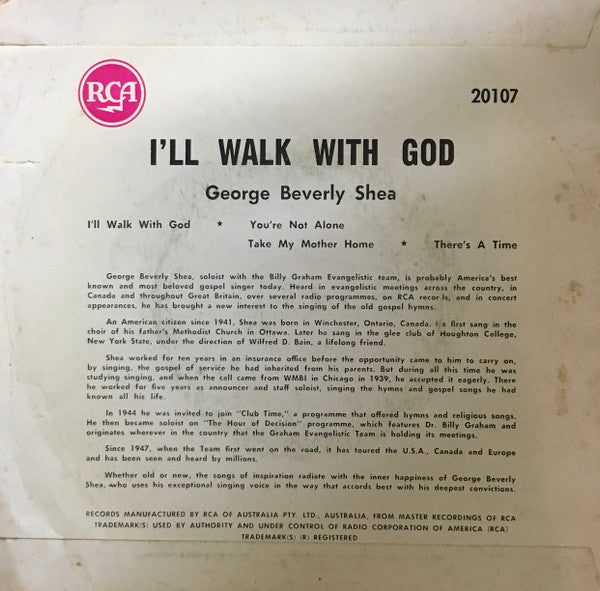 RCA
20107
I'LL WALK WITH GOD
George Beverly Shea
I'll Walk With God ★ You're Not Alone
Take My Mother Home ★ There's A Time
George Beverly Shea, soloist with the Billy Graham Evangelistic team, is probably America's best
known and most beloved gospel singer today. Heard in evangelistic meetings across the country, in
Canada and throughout Great Britain, over several radio programmes, on RCA recor s, and in concert
appearances, he has brought a new interest to the singing of the old gospel hymns.
An American citizen since 1941, Shea was born in Winchester, Ontario, Canada. first sang in the
choir of his father's Methodist Church in Ottawa. Later he sang in the glee club of Houghton College,
New York State, under the direction of Wilfred D. Bain, a lifelong friend.
Shea worked for ten years in an insurance office before the opportunity came to him to carry on,
by singing, the gospel of service he had inherited from his parents. But during all this time he was
studying singing, and when the call came from WMBI in Chicago in 1939, he accepted it eagerly. There
he worked for five years as announcer and staff soloist, singing the hymns and gospel songs he had
known all his life.
In 1944 he was invited to join "Club Time," a programme that offered hymns and religious songs.
He then became soloist on "The Hour of Decision" programme, which features Dr. Billy Graham and
originates wherever in the country that the Graham Evangelistic Team is holding its meetings.
Since 1947, when the Team first went on the road, it has toured the U.S.A., Canada and Europe
and has been seen and heard by millions.
Whether old or new, the songs of inspiration radiate with the inner happiness of George Beverly
Shea, who uses his exceptional singing voice in the way that accords best with his deepest convictions.
RECORDS MANUFACTURED BY RCA OF AUSTRALIA PTY. LTD., AUSTRALIA, FROM MASTER RECORDINGS OF RCA
TRADEMARK(S) USED BY AUTHORITY AND UNDER CONTROL OF RADIO CORPORATION OF AMERICA (RCA)
TRADEMARK(S) (R) REGISTERED